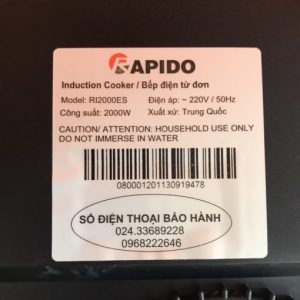 RAPIDO
Induction Cooker / Bếp điện từ đơn
Model: RI2000ES Điện áp: ~ 220V / 50Hz
Công suất: 2000W Xuất xứ: Trung Quốc
CAUTION/ ATTENTION: HOUSEHOLD USE ONLY
DO NOT IMMERSE IN WATER
080001201130919478
SỐ ĐIỆN THOẠI BẢO HÀNH
024.33689228
0968222646